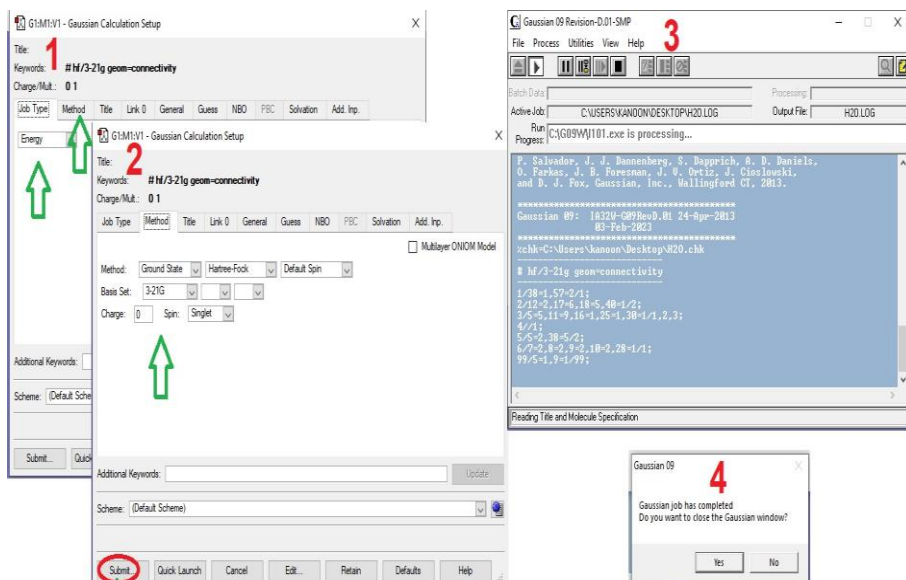 G1:M1:V1 - Gaussian Calculation Setup
X
1
Title:
Keywords: # hf/3-21g geom=connectivity
Charge/Mult.: 0 1
Job Type Method Title Link 0 General Guess NBO PBC Solvation Add. Inp.
Energy
Additional Keywords:
Scheme: (Default Sche
Submit... Quick
G1:M1:V1 - Gaussian Calculation Setup
X
2
Title:
Keywords: # hf/3-21g geom=connectivity
Charge/Mult.: 0 1
Job Type Method Title Link 0 General Guess NBO PBC Solvation Add. Inp.
Multilayer ONIOM Model
Method: Ground State Hartree-Fock Default Spin
Basis Set: 3-21G
Charge: 0 Spin: Singlet
Additional Keywords: Update
Scheme: (Default Scheme)
Submit... Quick Launch Cancel Edit... Retain Defaults Help
Gaussian 09 Revision-D.01-SMP
File Process Utilities View Help
3
Batch Data: Processing:
Active Job: C:\USERS\KANOON\DESKTOP\H2O.LOG Output File: H2O.LOG
Run
Progress: C:\G09W\l101.exe is processing...
P. Salvador, J. J. Dannenberg, S. Dapprich, A. D. Daniels,
O. Farkas, J. B. Foresman, J. V. Ortiz, J. Cioslowski,
and D. J. Fox, Gaussian, Inc., Wallingford CT, 2013.
******************************************
Gaussian 09: IA32W-G09RevD.01 24-Apr-2013
03-Feb-2023
******************************************
%chk=C:\Users\kanoon\Desktop\H2O.chk
----------------------------
# hf/3-21g geom=connectivity
----------------------------
1/38=1,57=2/1;
2/12=2,17=6,18=5,40=1/2;
3/5=5,11=9,16=1,25=1,30=1/1,2,3;
4//1;
5/5=2,38=5/2;
6/7=2,8=2,9=2,10=2,28=1/1;
99/5=1,9=1/99;
Reading Title and Molecule Specification
Gaussian 09
X
4
Gaussian job has completed
Do you want to close the Gaussian window?
Yes No